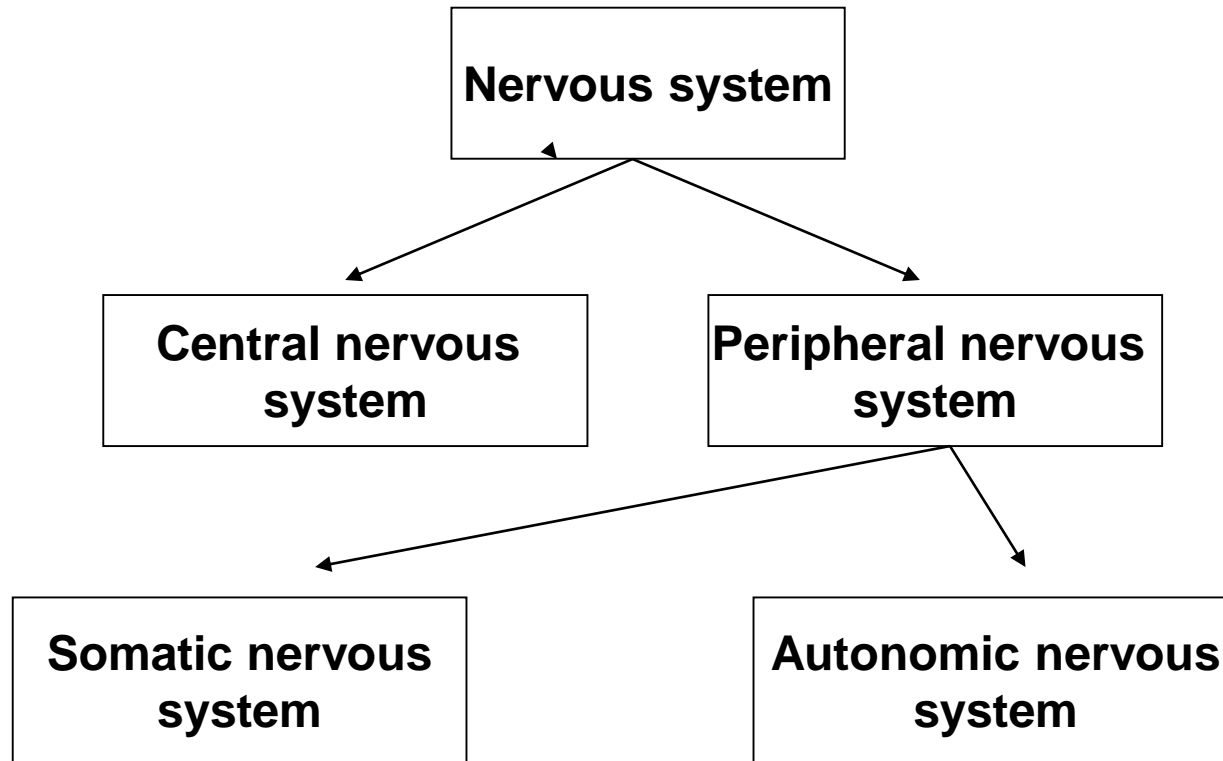 Nervous system
Central nervous
system
Peripheral nervous
system
Somatic nervous
system
Autonomic nervous
system